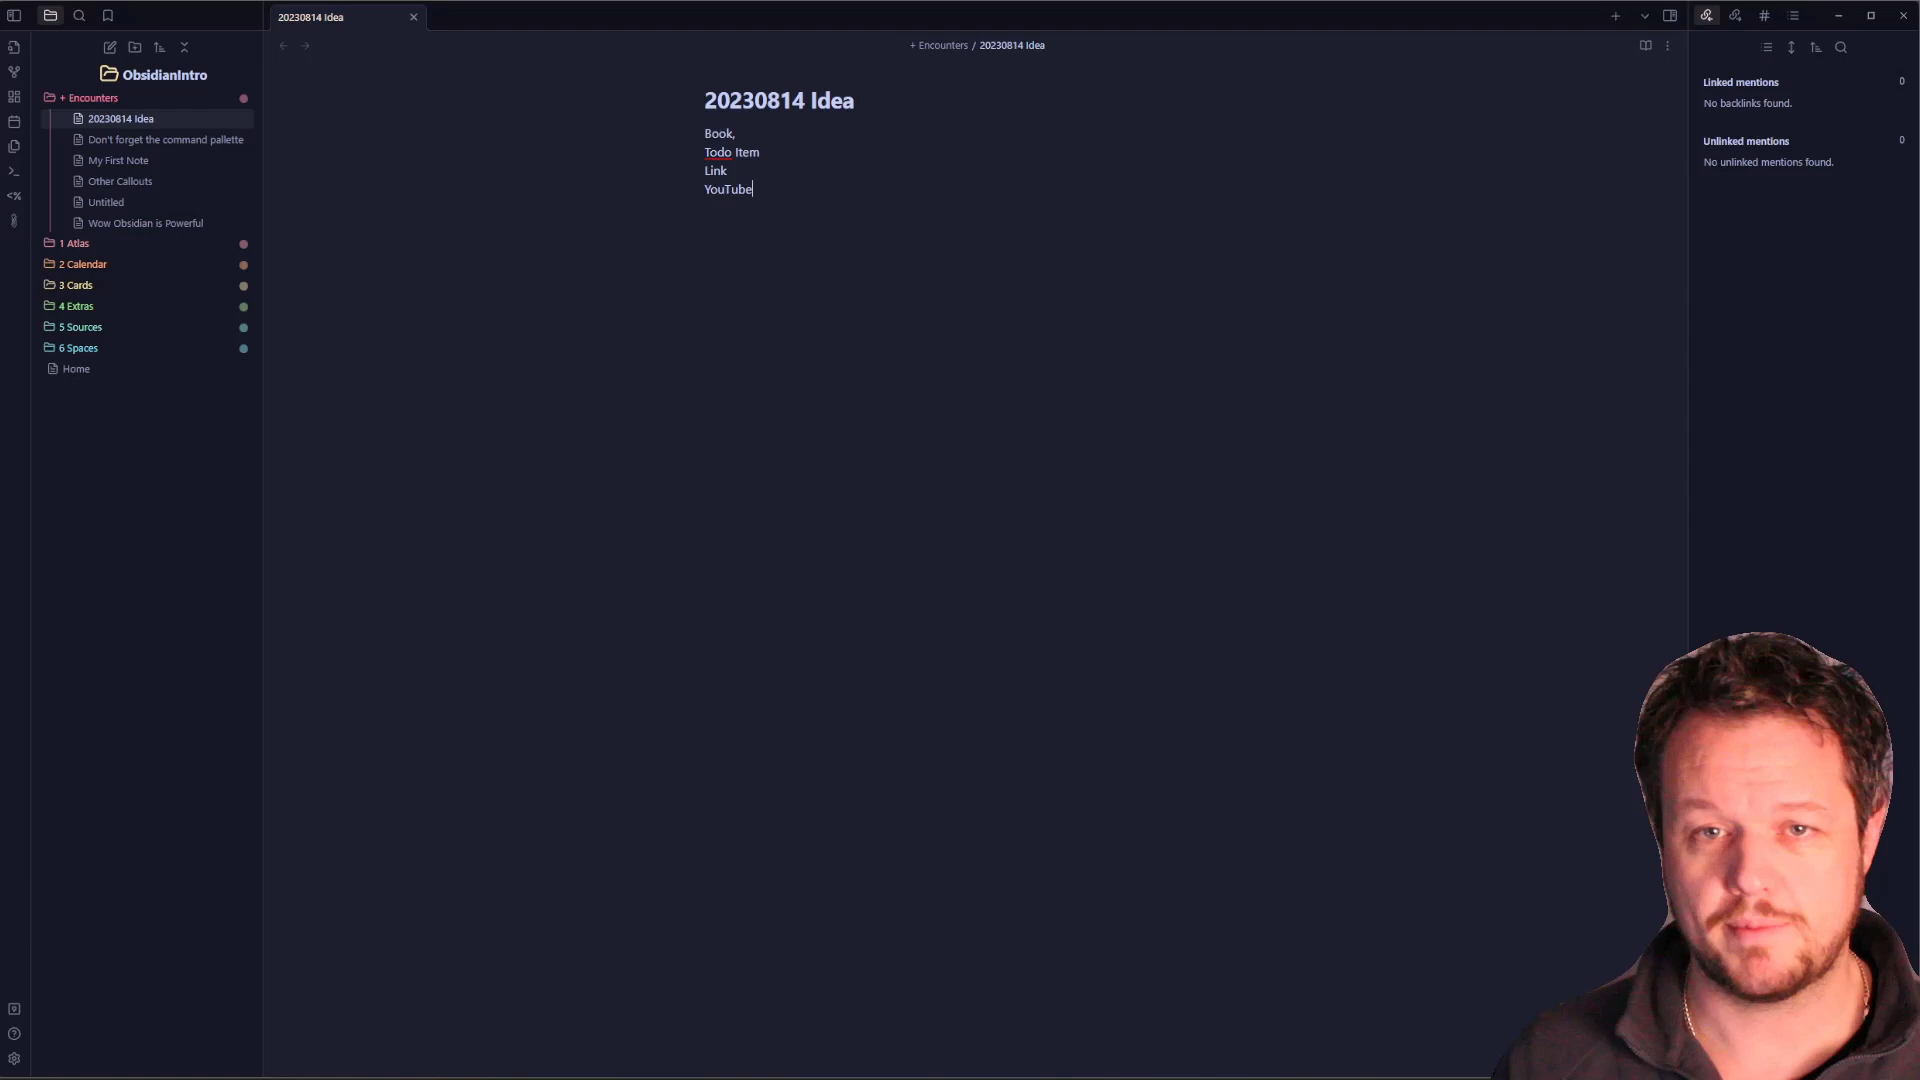 20230814 Idea
+ Encounters / 20230814 Idea
ObsidianIntro
+ Encounters
20230814 Idea
Don't forget the command pallette
My First Note
Other Callouts
Untitled
Wow Obsidian is Powerful
1 Atlas
2 Calendar
3 Cards
4 Extras
5 Sources
6 Spaces
Home
20230814 Idea
Book,
Todo Item
Link
YouTube
Linked mentions 0
No backlinks found.
Unlinked mentions 0
No unlinked mentions found.